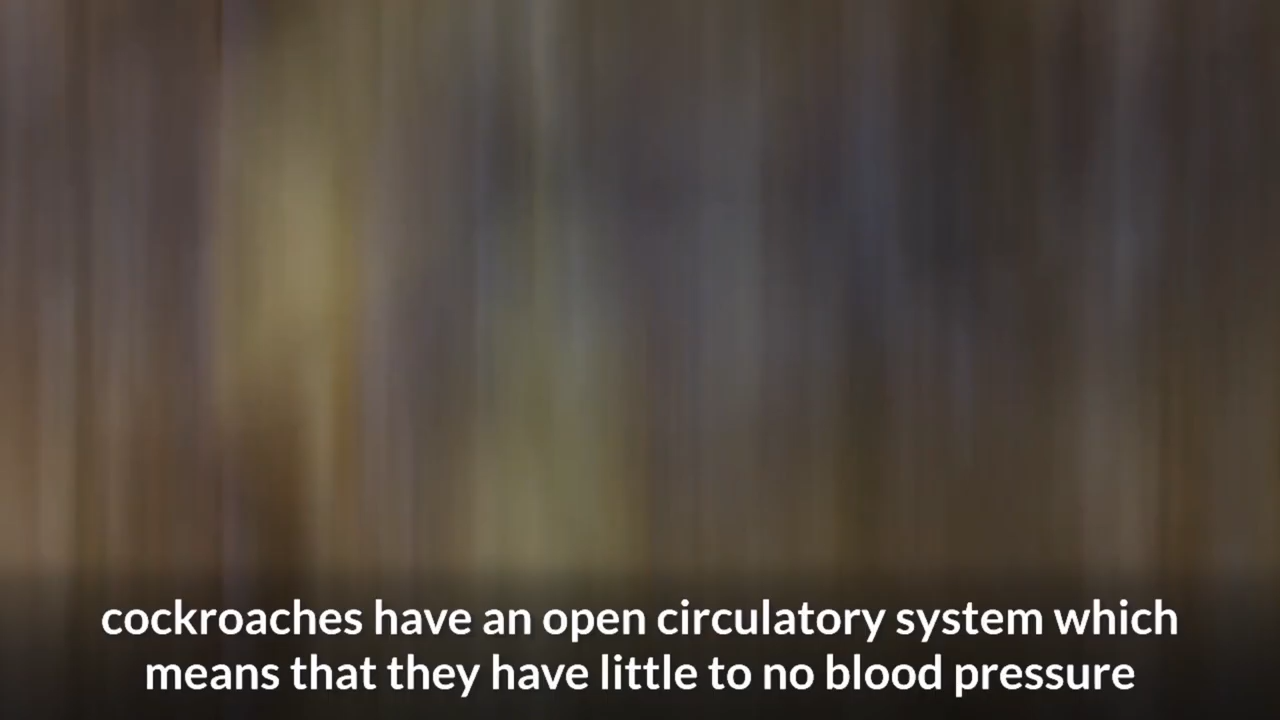 cockroaches have an open circulatory system which
means that they have little to no blood pressure